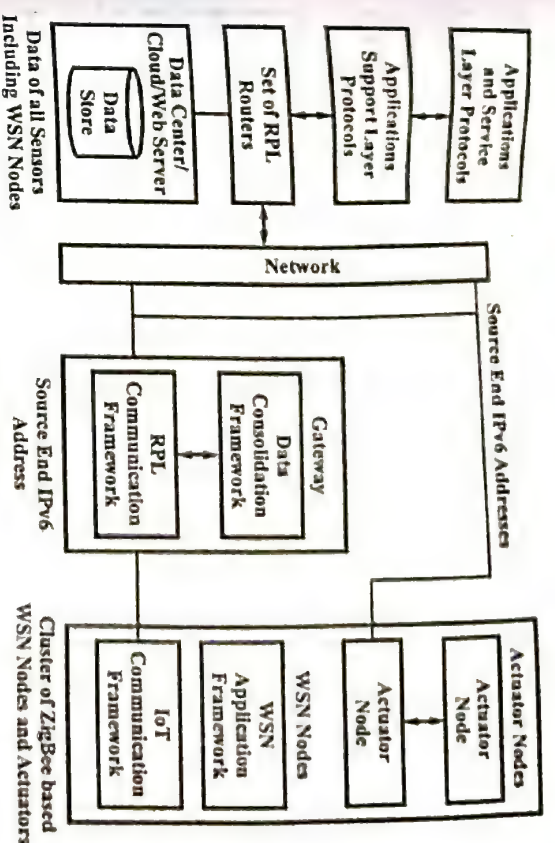 Applications
and Service
Layer Protocols
Applications
Support Layer
Protocols
Set of RPL
Routers
Data Center/
Cloud/Web Server
Data
Store
Data of all Sensors
Including WSN Nodes
Network
Source End IPv6 Addresses
Gateway
Data
Consolidation
Framework
RPL
Communication
Framework
Source End IPv6
Address
Actuator Nodes
Actuator
Node
Actuator
Node
WSN Nodes
WSN
Application
Framework
IoT
Communication
Framework
Cluster of ZigBee based
WSN Nodes and Actuators